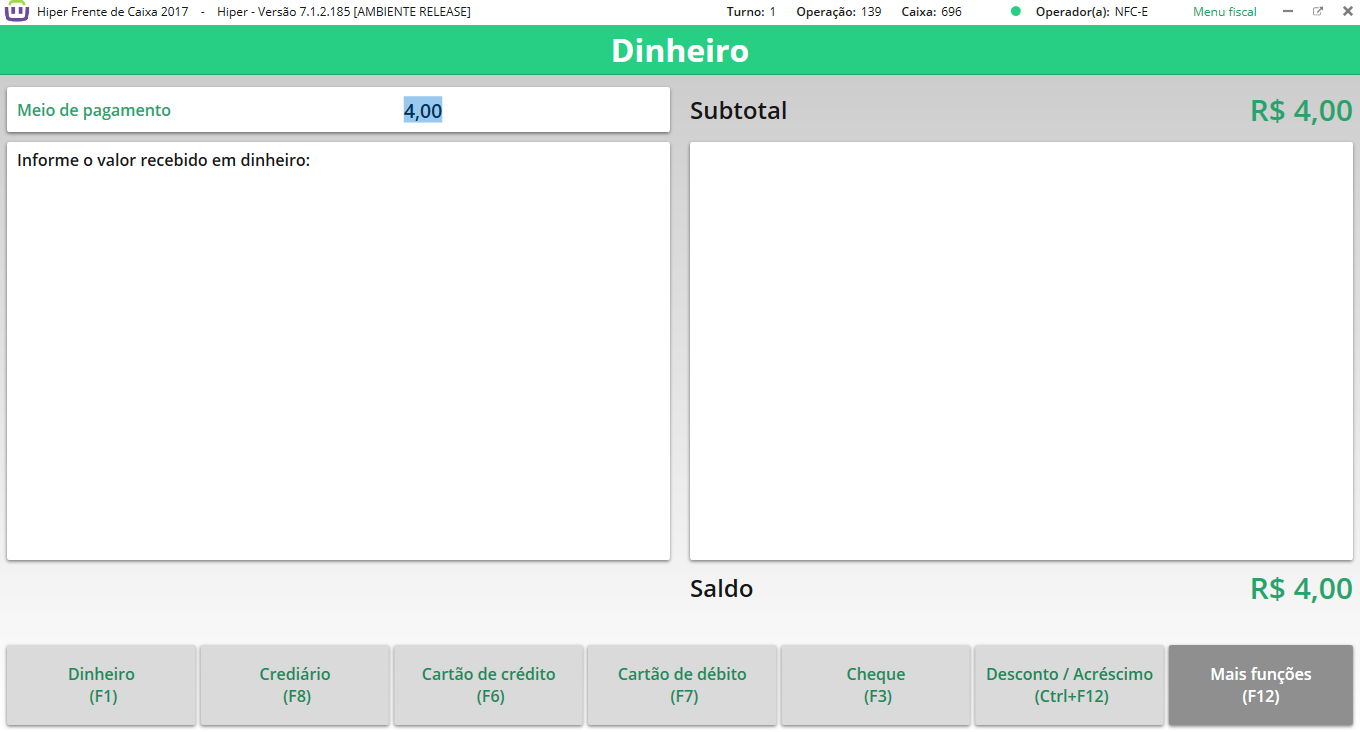 Hiper Frente de Caixa 2017 - Hiper - Versão 7.1.2.185 [AMBIENTE RELEASE] Turno: 1 Operação: 139 Caixa: 696 Operador(a): NFC-E Menu fiscal
Dinheiro
Meio de pagamento 4,00
Subtotal R$ 4,00
Informe o valor recebido em dinheiro:
Saldo R$ 4,00
Dinheiro
(F1)
Crediário
(F8)
Cartão de crédito
(F6)
Cartão de débito
(F7)
Cheque
(F3)
Desconto / Acréscimo
(Ctrl+F12)
Mais funções
(F12)